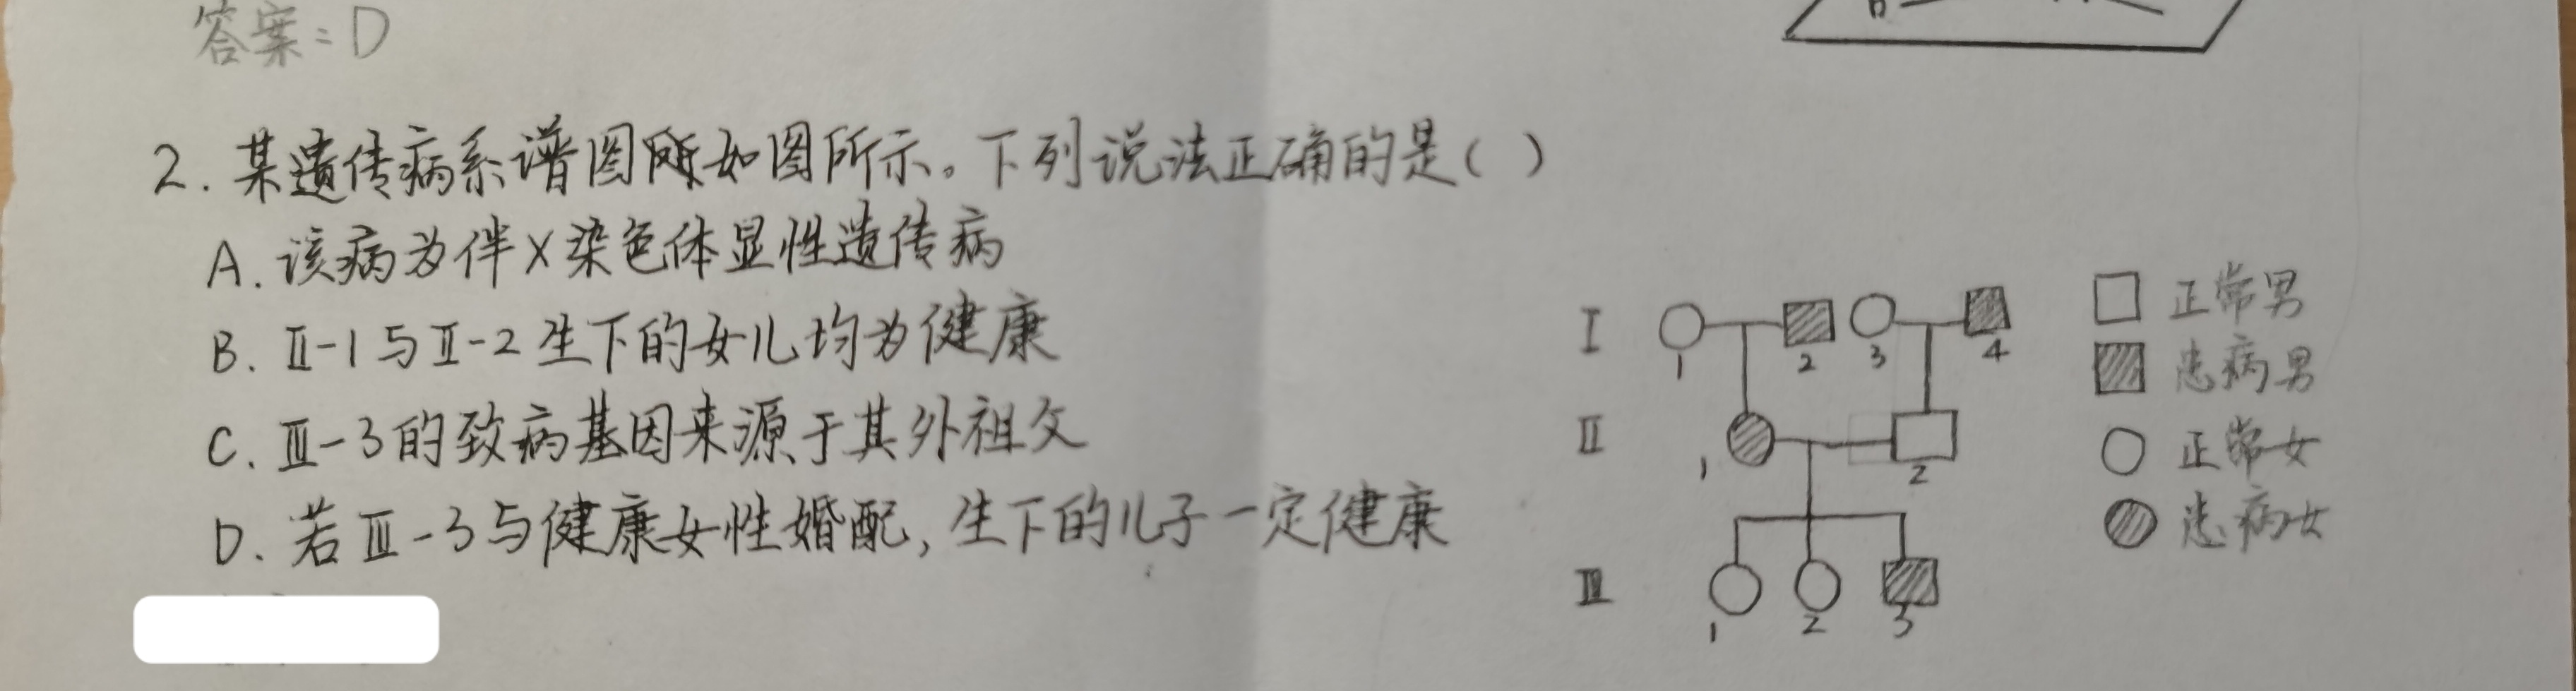 答案:D
2. 某遗传病系谱图如图所示。下列说法正确的是( )
A. 该病为伴X染色体显性遗传病
B. Ⅱ-1与Ⅱ-2生下的女儿均为健康
C. Ⅲ-3的致病基因来源于其外祖父
D. 若Ⅲ-3与健康女性婚配,生下的儿子一定健康
Ⅰ
1
2
3
4
Ⅱ
1
2
Ⅲ
1
2
3
正常男
患病男
正常女
患病女